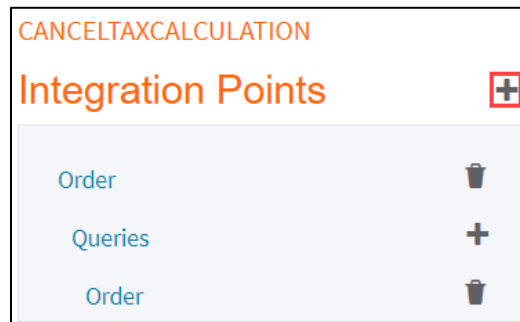 CANCELTAXCALCULATION
Integration Points
Order
Queries
Order